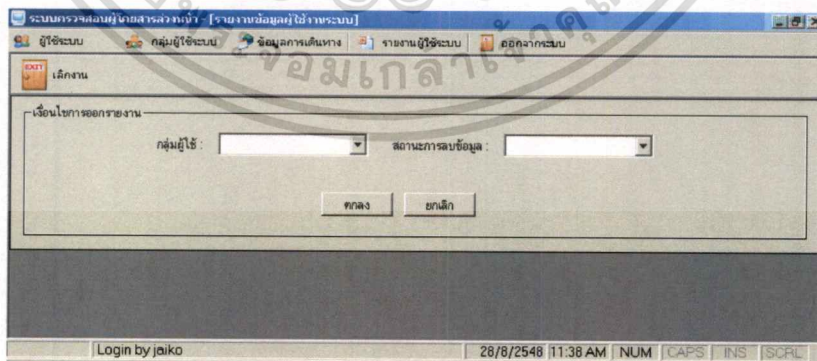 ระบบตรวจสอบผู้โดยสารล่วงหน้า - [รายงานข้อมูลผู้ใช้งานระบบ]
ผู้ใช้ระบบ กลุ่มผู้ใช้ระบบ ข้อมูลการเดินทาง รายงานผู้ใช้ระบบ ออกจากระบบ
EXIT เลิกงาน
เงื่อนไขการออกรายงาน
กลุ่มผู้ใช้ : สถานะการลบข้อมูล :
ตกลง ยกเลิก
Login by jaiko 28/8/2548 11:38 AM NUM CAPS INS SCRL